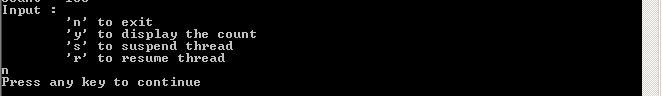 Input :
'n' to exit
'y' to display the count
's' to suspend thread
'r' to resume thread
n
Press any key to continue